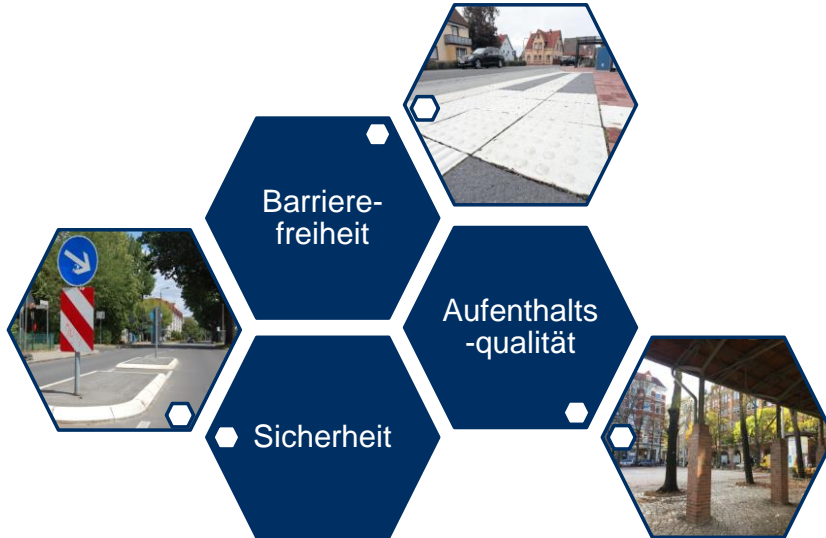 Barriere-
freiheit
Aufenthalts
-qualität
Sicherheit